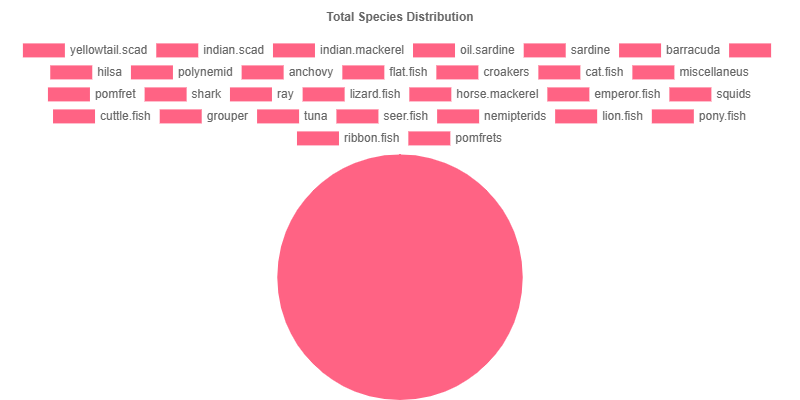 Total Species Distribution
yellowtail.scad indian.scad indian.mackerel oil.sardine sardine barracuda
hilsa polynemid anchovy flat.fish croakers cat.fish miscellaneus
pomfret shark ray lizard.fish horse.mackerel emperor.fish squids
cuttle.fish grouper tuna seer.fish nemipterids lion.fish pony.fish
ribbon.fish pomfrets